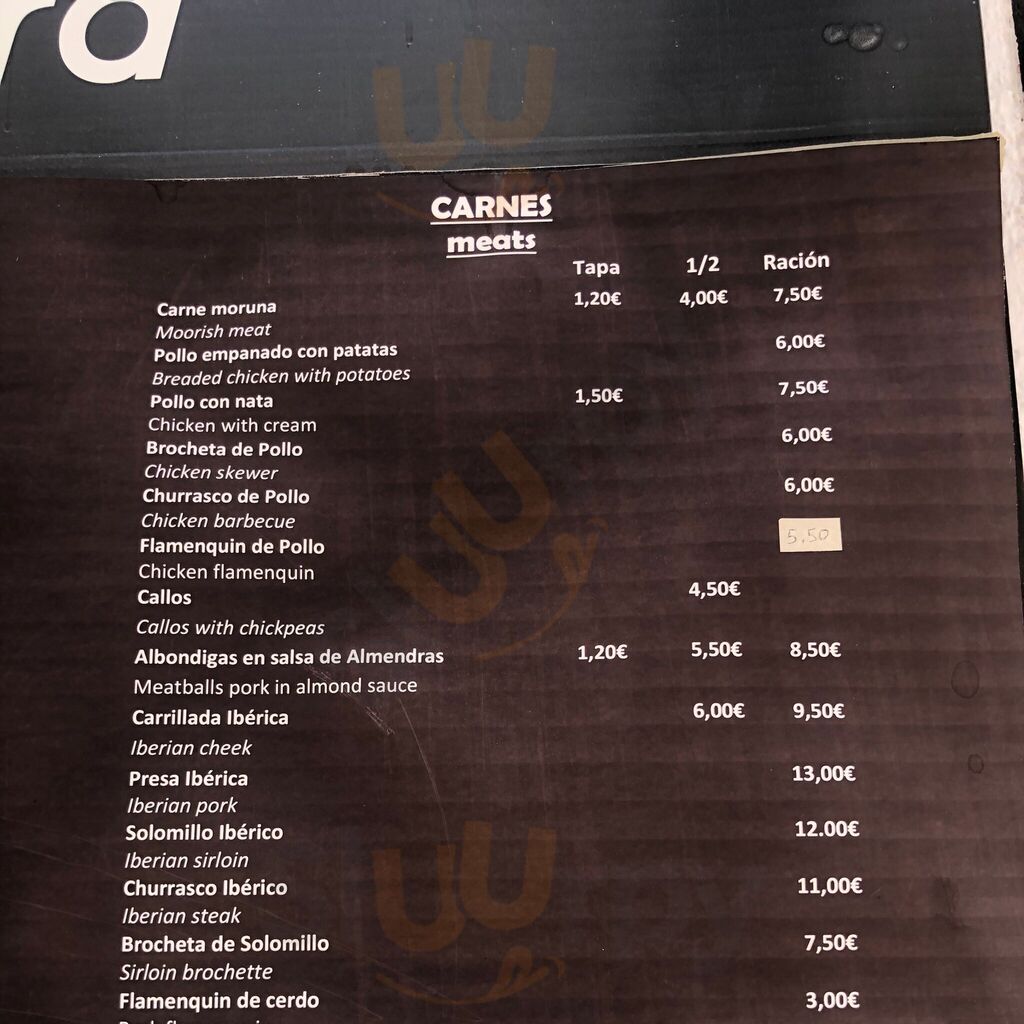 ra
CARNES
meats
Tapa 1/2 Ración
Carne moruna 1,20€ 4,00€ 7,50€
Moorish meat
Pollo empanado con patatas 6,00€
Breaded chicken with potatoes
Pollo con nata 1,50€ 7,50€
Chicken with cream
Brocheta de Pollo 6,00€
Chicken skewer
Churrasco de Pollo 6,00€
Chicken barbecue
Flamenquin de Pollo 5.50
Chicken flamenquin
Callos 4,50€
Callos with chickpeas
Albondigas en salsa de Almendras 1,20€ 5,50€ 8,50€
Meatballs pork in almond sauce
Carrillada Ibérica 6,00€ 9,50€
Iberian cheek
Presa Ibérica 13,00€
Iberian pork
Solomillo Ibérico 12.00€
Iberian sirloin
Churrasco Ibérico 11,00€
Iberian steak
Brocheta de Solomillo 7,50€
Sirloin brochette
Flamenquin de cerdo 3,00€